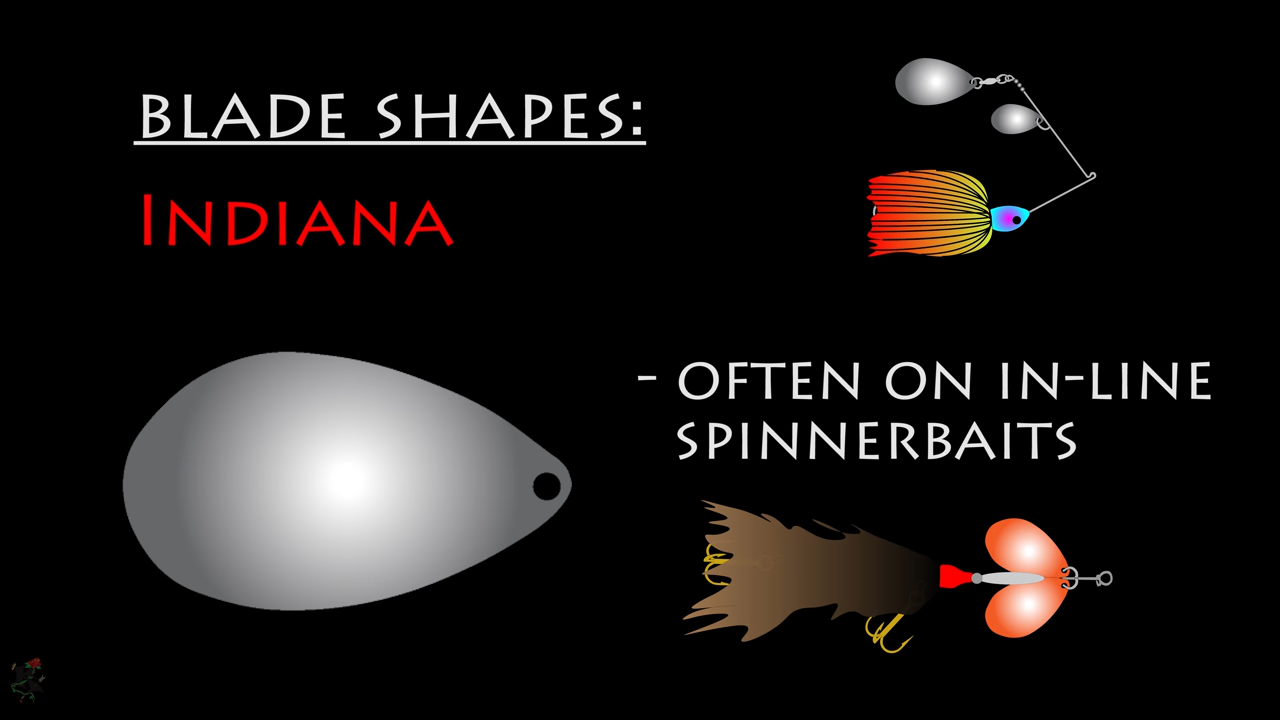 BLADE SHAPES:
INDIANA
- OFTEN ON IN-LINE
SPINNERBAITS